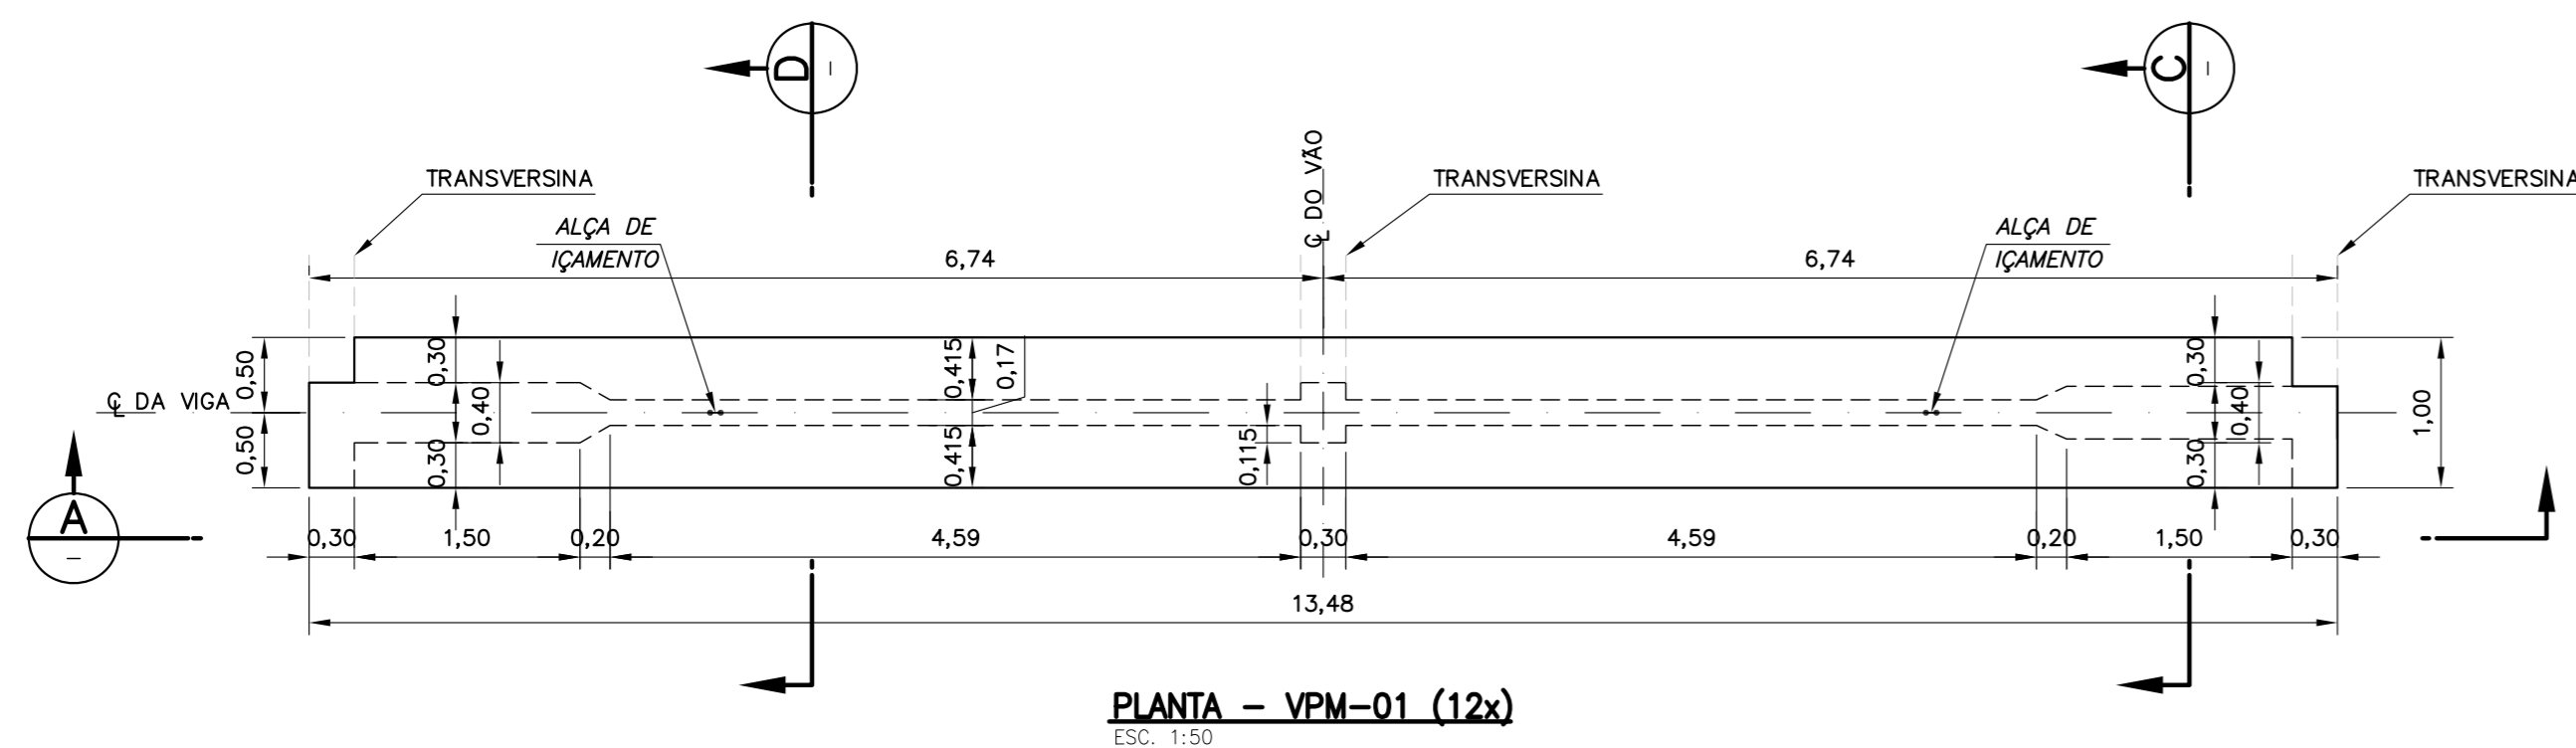 D
-
C
-
TRANSVERSINA
TRANSVERSINA
TRANSVERSINA
ALÇA DE
IÇAMENTO
℄ DO VÃO
ALÇA DE
IÇAMENTO
6,74
6,74
0,50
0,50
℄ DA VIGA
0,30
0,40
0,30
0,415
0,17
0,415
0,115
0,30
0,40
0,30
1,00
A
-
0,30
1,50
0,20
4,59
0,30
4,59
0,20
1,50
0,30
13,48
PLANTA - VPM-01 (12x)
ESC. 1:50